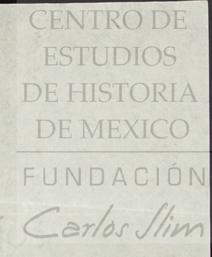 CENTRO DE
ESTUDIOS
DE HISTORIA
DE MEXICO
FUNDACIÓN
Carlos Slim